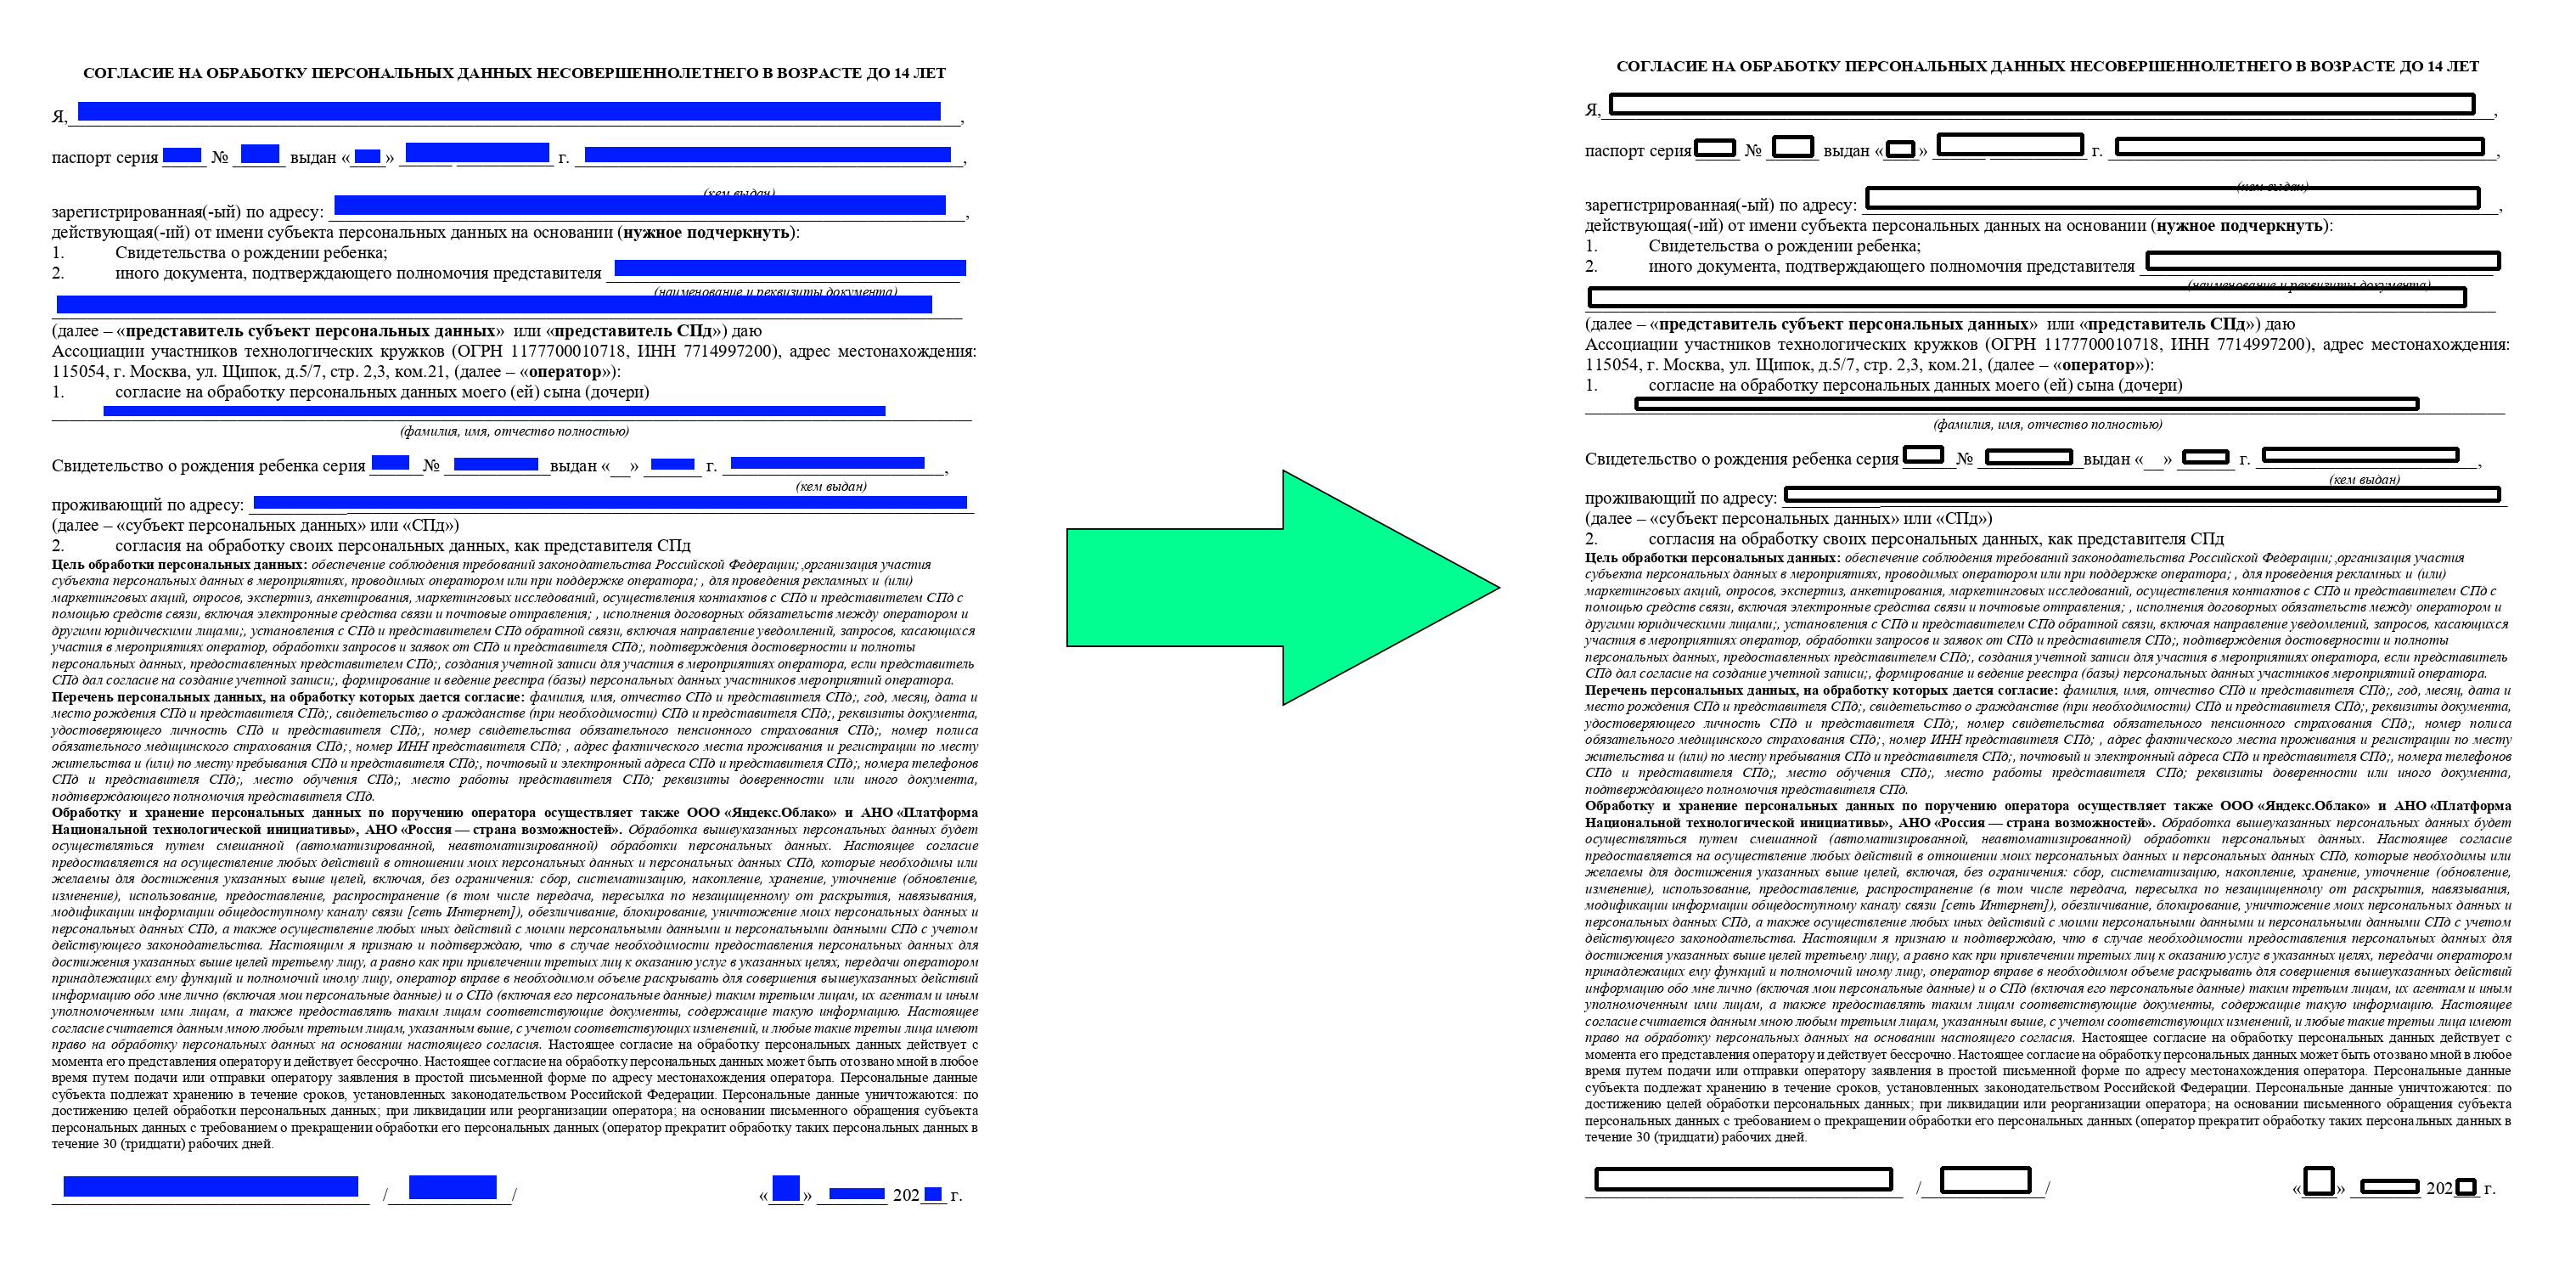 СОГЛАСИЕ НА ОБРАБОТКУ ПЕРСОНАЛЬНЫХ ДАННЫХ НЕСОВЕРШЕННОЛЕТНЕГО В ВОЗРАСТЕ ДО 14 ЛЕТ
Я, ,
паспорт серия № выдан « » г. ,
(кем выдан)
зарегистрированная(-ый) по адресу: ,
действующая(-ий) от имени субъекта персональных данных на основании (нужное подчеркнуть):
1. Свидетельства о рождении ребенка;
2. иного документа, подтверждающего полномочия представителя
(наименование и реквизиты документа)
(далее – «представитель субъект персональных данных» или «представитель СПд») даю
Ассоциации участников технологических кружков (ОГРН 1177700010718, ИНН 7714997200), адрес местонахождения:
115054, г. Москва, ул. Щипок, д.5/7, стр. 2,3, ком.21, (далее – «оператор»):
1. согласие на обработку персональных данных моего (ей) сына (дочери)
(фамилия, имя, отчество полностью)
Свидетельство о рождения ребенка серия № выдан «__» г. ,
(кем выдан)
проживающий по адресу:
(далее – «субъект персональных данных» или «СПд»)
2. согласия на обработку своих персональных данных, как представителя СПд
Цель обработки персональных данных: обеспечение соблюдения требований законодательства Российской Федерации; ,организация участия
субъекта персональных данных в мероприятиях, проводимых оператором или при поддержке оператора; , для проведения рекламных и (или)
маркетинговых акций, опросов, экспертиз, анкетирования, маркетинговых исследований, осуществления контактов с СПд и представителем СПд с
помощью средств связи, включая электронные средства связи и почтовые отправления; , исполнения договорных обязательств между оператором и
другими юридическими лицами;, установления с СПд и представителем СПд обратной связи, включая направление уведомлений, запросов, касающихся
участия в мероприятиях оператор, обработки запросов и заявок от СПд и представителя СПд;, подтверждения достоверности и полноты
персональных данных, предоставленных представителем СПд;, создания учетной записи для участия в мероприятиях оператора, если представитель
СПд дал согласие на создание учетной записи;, формирование и ведение реестра (базы) персональных данных участников мероприятий оператора.
Перечень персональных данных, на обработку которых дается согласие: фамилия, имя, отчество СПд и представителя СПд;, год, месяц, дата и
место рождения СПд и представителя СПд;, свидетельство о гражданстве (при необходимости) СПд и представителя СПд;, реквизиты документа,
удостоверяющего личность СПд и представителя СПд;, номер свидетельства обязательного пенсионного страхования СПд;, номер полиса
обязательного медицинского страхования СПд;, номер ИНН представителя СПд; , адрес фактического места проживания и регистрации по месту
жительства и (или) по месту пребывания СПд и представителя СПд;, почтовый и электронный адреса СПд и представителя СПд;, номера телефонов
СПд и представителя СПд;, место обучения СПд;, место работы представителя СПд; реквизиты доверенности или иного документа,
подтверждающего полномочия представителя СПд.
Обработку и хранение персональных данных по поручению оператора осуществляет также ООО «Яндекс.Облако» и АНО «Платформа
Национальной технологической инициативы», АНО «Россия — страна возможностей». Обработка вышеуказанных персональных данных будет
осуществляться путем смешанной (автоматизированной, неавтоматизированной) обработки персональных данных. Настоящее согласие
предоставляется на осуществление любых действий в отношении моих персональных данных и персональных данных СПд, которые необходимы или
желаемы для достижения указанных выше целей, включая, без ограничения: сбор, систематизацию, накопление, хранение, уточнение (обновление,
изменение), использование, предоставление, распространение (в том числе передача, пересылка по незащищенному от раскрытия, навязывания,
модификации информации общедоступному каналу связи [сеть Интернет]), обезличивание, блокирование, уничтожение моих персональных данных и
персональных данных СПд, а также осуществление любых иных действий с моими персональными данными и персональными данными СПд с учетом
действующего законодательства. Настоящим я признаю и подтверждаю, что в случае необходимости предоставления персональных данных для
достижения указанных выше целей третьему лицу, а равно как при привлечении третьих лиц к оказанию услуг в указанных целях, передачи оператором
принадлежащих ему функций и полномочий иному лицу, оператор вправе в необходимом объеме раскрывать для совершения вышеуказанных действий
информацию обо мне лично (включая мои персональные данные) и о СПд (включая его персональные данные) таким третьим лицам, их агентам и иным
уполномоченным ими лицам, а также предоставлять таким лицам соответствующие документы, содержащие такую информацию. Настоящее
согласие считается данным мною любым третьим лицам, указанным выше, с учетом соответствующих изменений, и любые такие третьи лица имеют
право на обработку персональных данных на основании настоящего согласия. Настоящее согласие на обработку персональных данных действует с
момента его представления оператору и действует бессрочно. Настоящее согласие на обработку персональных данных может быть отозвано мной в любое
время путем подачи или отправки оператору заявления в простой письменной форме по адресу местонахождения оператора. Персональные данные
субъекта подлежат хранению в течение сроков, установленных законодательством Российской Федерации. Персональные данные уничтожаются: по
достижению целей обработки персональных данных; при ликвидации или реорганизации оператора; на основании письменного обращения субъекта
персональных данных с требованием о прекращении обработки его персональных данных (оператор прекратит обработку таких персональных данных в
течение 30 (тридцати) рабочих дней.
/ / « » 202 г.
СОГЛАСИЕ НА ОБРАБОТКУ ПЕРСОНАЛЬНЫХ ДАННЫХ НЕСОВЕРШЕННОЛЕТНЕГО В ВОЗРАСТЕ ДО 14 ЛЕТ
Я, ,
паспорт серия № выдан « » г. ,
(кем выдан)
зарегистрированная(-ый) по адресу: ,
действующая(-ий) от имени субъекта персональных данных на основании (нужное подчеркнуть):
1. Свидетельства о рождении ребенка;
2. иного документа, подтверждающего полномочия представителя
(наименование и реквизиты документа)
(далее – «представитель субъект персональных данных» или «представитель СПд») даю
Ассоциации участников технологических кружков (ОГРН 1177700010718, ИНН 7714997200), адрес местонахождения:
115054, г. Москва, ул. Щипок, д.5/7, стр. 2,3, ком.21, (далее – «оператор»):
1. согласие на обработку персональных данных моего (ей) сына (дочери)
(фамилия, имя, отчество полностью)
Свидетельство о рождения ребенка серия № выдан «__» г. ,
(кем выдан)
проживающий по адресу:
(далее – «субъект персональных данных» или «СПд»)
2. согласия на обработку своих персональных данных, как представителя СПд
Цель обработки персональных данных: обеспечение соблюдения требований законодательства Российской Федерации; ,организация участия
субъекта персональных данных в мероприятиях, проводимых оператором или при поддержке оператора; , для проведения рекламных и (или)
маркетинговых акций, опросов, экспертиз, анкетирования, маркетинговых исследований, осуществления контактов с СПд и представителем СПд с
помощью средств связи, включая электронные средства связи и почтовые отправления; , исполнения договорных обязательств между оператором и
другими юридическими лицами;, установления с СПд и представителем СПд обратной связи, включая направление уведомлений, запросов, касающихся
участия в мероприятиях оператор, обработки запросов и заявок от СПд и представителя СПд;, подтверждения достоверности и полноты
персональных данных, предоставленных представителем СПд;, создания учетной записи для участия в мероприятиях оператора, если представитель
СПд дал согласие на создание учетной записи;, формирование и ведение реестра (базы) персональных данных участников мероприятий оператора.
Перечень персональных данных, на обработку которых дается согласие: фамилия, имя, отчество СПд и представителя СПд;, год, месяц, дата и
место рождения СПд и представителя СПд;, свидетельство о гражданстве (при необходимости) СПд и представителя СПд;, реквизиты документа,
удостоверяющего личность СПд и представителя СПд;, номер свидетельства обязательного пенсионного страхования СПд;, номер полиса
обязательного медицинского страхования СПд;, номер ИНН представителя СПд; , адрес фактического места проживания и регистрации по месту
жительства и (или) по месту пребывания СПд и представителя СПд;, почтовый и электронный адреса СПд и представителя СПд;, номера телефонов
СПд и представителя СПд;, место обучения СПд;, место работы представителя СПд; реквизиты доверенности или иного документа,
подтверждающего полномочия представителя СПд.
Обработку и хранение персональных данных по поручению оператора осуществляет также ООО «Яндекс.Облако» и АНО «Платформа
Национальной технологической инициативы», АНО «Россия — страна возможностей». Обработка вышеуказанных персональных данных будет
осуществляться путем смешанной (автоматизированной, неавтоматизированной) обработки персональных данных. Настоящее согласие
предоставляется на осуществление любых действий в отношении моих персональных данных и персональных данных СПд, которые необходимы или
желаемы для достижения указанных выше целей, включая, без ограничения: сбор, систематизацию, накопление, хранение, уточнение (обновление,
изменение), использование, предоставление, распространение (в том числе передача, пересылка по незащищенному от раскрытия, навязывания,
модификации информации общедоступному каналу связи [сеть Интернет]), обезличивание, блокирование, уничтожение моих персональных данных и
персональных данных СПд, а также осуществление любых иных действий с моими персональными данными и персональными данными СПд с учетом
действующего законодательства. Настоящим я признаю и подтверждаю, что в случае необходимости предоставления персональных данных для
достижения указанных выше целей третьему лицу, а равно как при привлечении третьих лиц к оказанию услуг в указанных целях, передачи оператором
принадлежащих ему функций и полномочий иному лицу, оператор вправе в необходимом объеме раскрывать для совершения вышеуказанных действий
информацию обо мне лично (включая мои персональные данные) и о СПд (включая его персональные данные) таким третьим лицам, их агентам и иным
уполномоченным ими лицам, а также предоставлять таким лицам соответствующие документы, содержащие такую информацию. Настоящее
согласие считается данным мною любым третьим лицам, указанным выше, с учетом соответствующих изменений, и любые такие третьи лица имеют
право на обработку персональных данных на основании настоящего согласия. Настоящее согласие на обработку персональных данных действует с
момента его представления оператору и действует бессрочно. Настоящее согласие на обработку персональных данных может быть отозвано мной в любое
время путем подачи или отправки оператору заявления в простой письменной форме по адресу местонахождения оператора. Персональные данные
субъекта подлежат хранению в течение сроков, установленных законодательством Российской Федерации. Персональные данные уничтожаются: по
достижению целей обработки персональных данных; при ликвидации или реорганизации оператора; на основании письменного обращения субъекта
персональных данных с требованием о прекращении обработки его персональных данных (оператор прекратит обработку таких персональных данных в
течение 30 (тридцати) рабочих дней.
/ / « » 202 г.